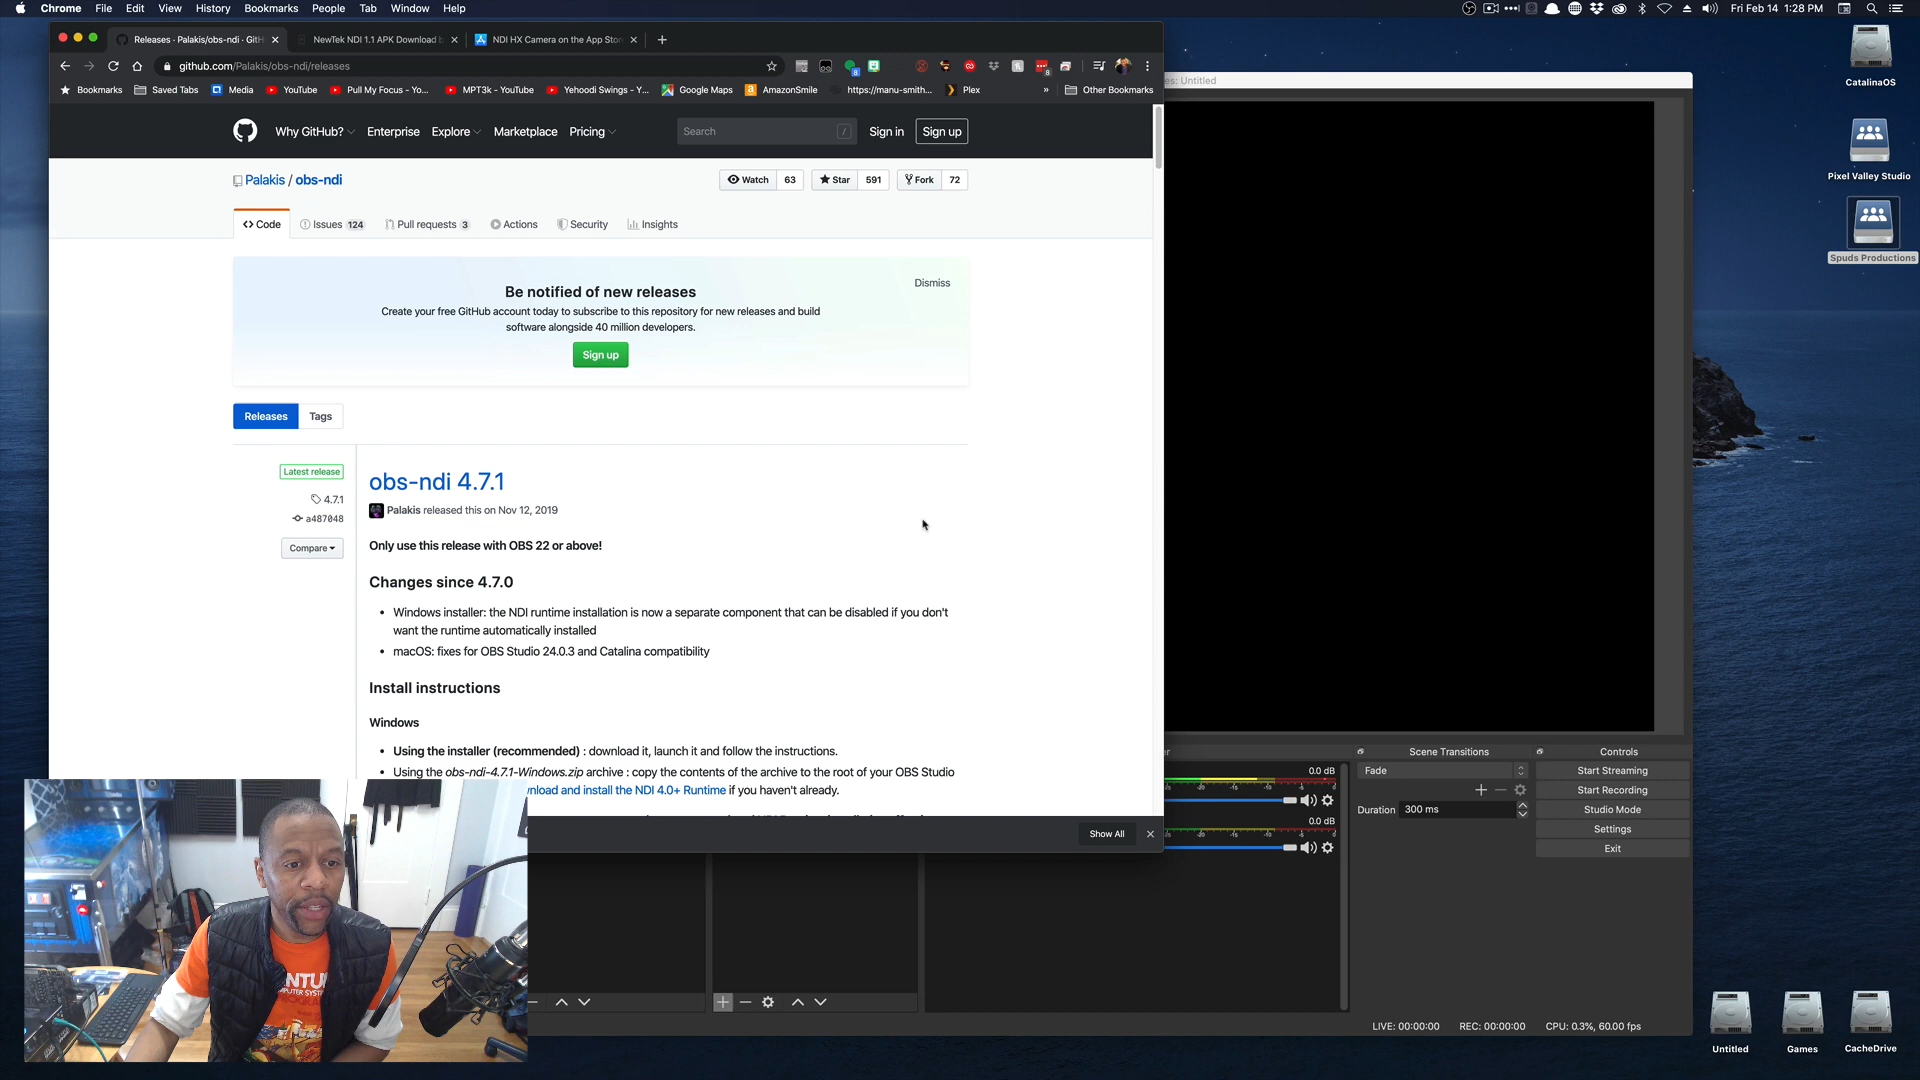 Chrome File Edit View History Bookmarks People Tab Window Help
Fri Feb 14 1:28 PM
Releases · Palakis/obs-ndi · GitH
NewTek NDI 1.1 APK Download b
NDI HX Camera on the App Stor
github.com/Palakis/obs-ndi/releases
Bookmarks Saved Tabs Media YouTube Pull My Focus - Yo... MPT3k - YouTube Yehoodi Swings - Y... Google Maps AmazonSmile https://manu-smith... Plex » Other Bookmarks
Why GitHub? Enterprise Explore Marketplace Pricing Search / Sign in Sign up
Palakis / obs-ndi
Watch 63 Star 591 Fork 72
<> Code Issues 124 Pull requests 3 Actions Security Insights
Dismiss
Be notified of new releases
Create your free GitHub account today to subscribe to this repository for new releases and build
software alongside 40 million developers.
Sign up
Releases Tags
Latest release
4.7.1
a487048
Compare
obs-ndi 4.7.1
Palakis released this on Nov 12, 2019
Only use this release with OBS 22 or above!
Changes since 4.7.0
• Windows installer: the NDI runtime installation is now a separate component that can be disabled if you don't
want the runtime automatically installed
• macOS: fixes for OBS Studio 24.0.3 and Catalina compatibility
Install instructions
Windows
• Using the installer (recommended) : download it, launch it and follow the instructions.
• Using the obs-ndi-4.7.1-Windows.zip archive : copy the contents of the archive to the root of your OBS Studio
nload and install the NDI 4.0+ Runtime if you haven't already.
Show All
es: Untitled
er
0.0 dB
0.0 dB
Scene Transitions
Fade
Duration 300 ms
Controls
Start Streaming
Start Recording
Studio Mode
Settings
Exit
LIVE: 00:00:00 REC: 00:00:00 CPU: 0.3%, 60.00 fps
CatalinaOS
Pixel Valley Studio
Spuds Productions
Untitled
Games
CacheDrive